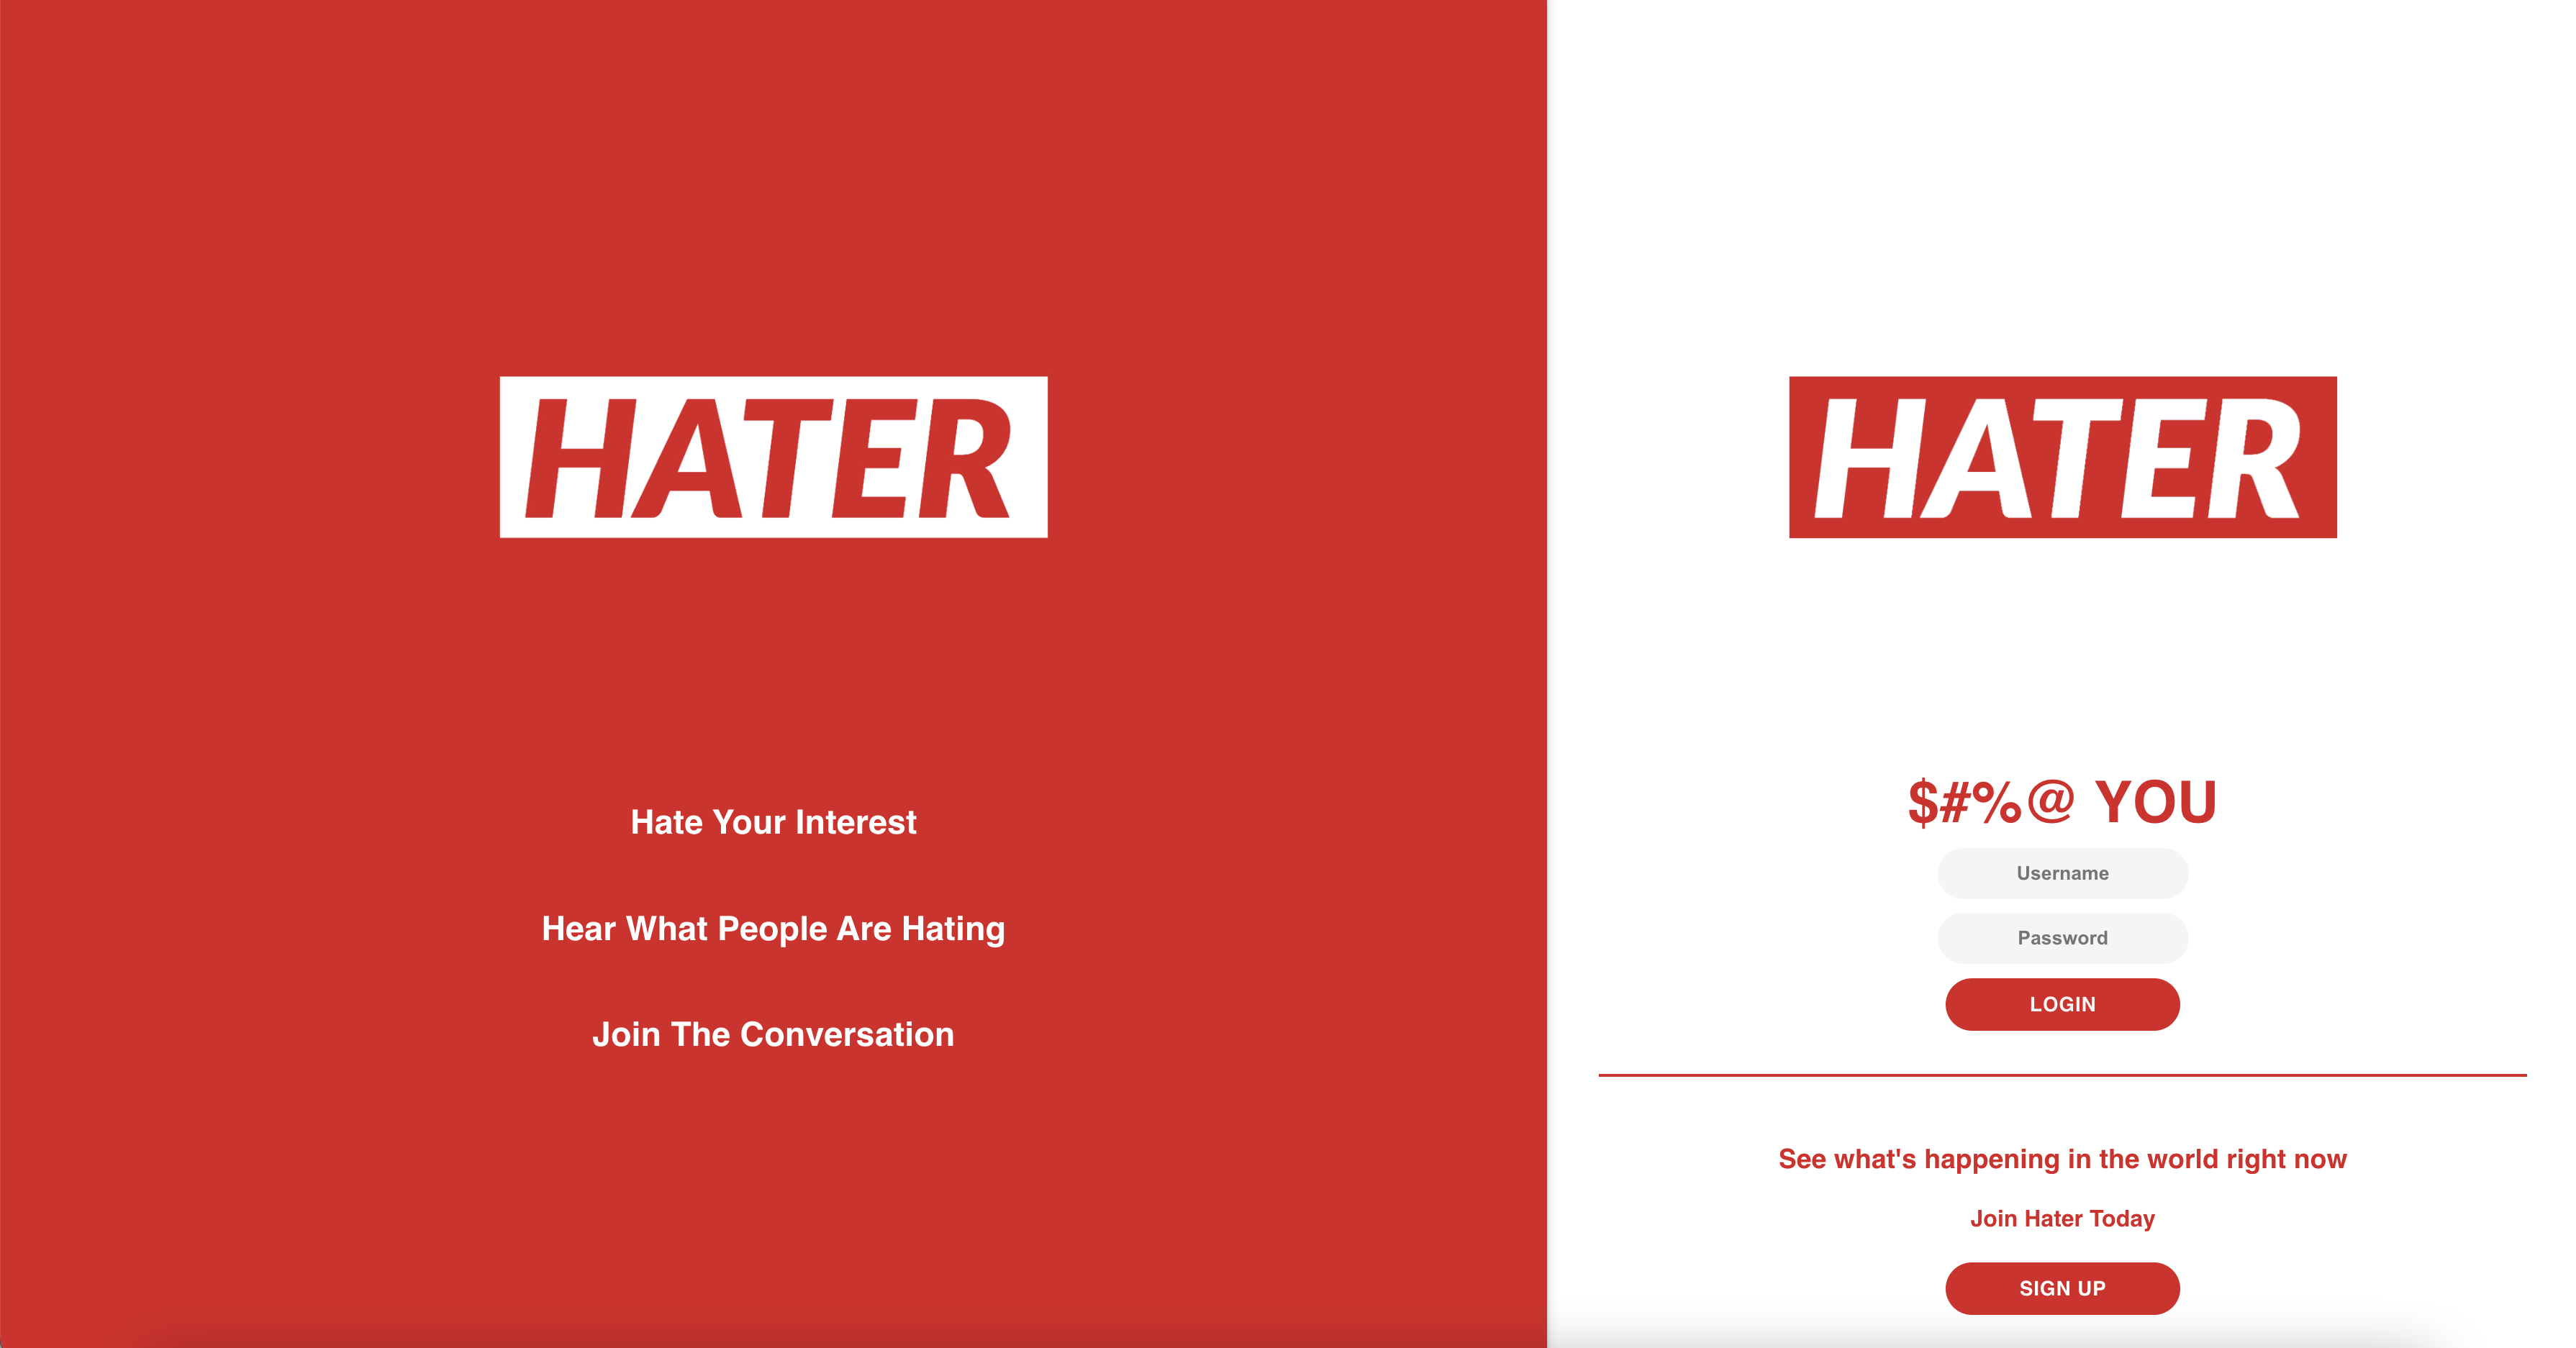 HATER
Hate Your Interest
Hear What People Are Hating
Join The Conversation
HATER
$#%@ YOU
Username
Password
LOGIN
See what's happening in the world right now
Join Hater Today
SIGN UP